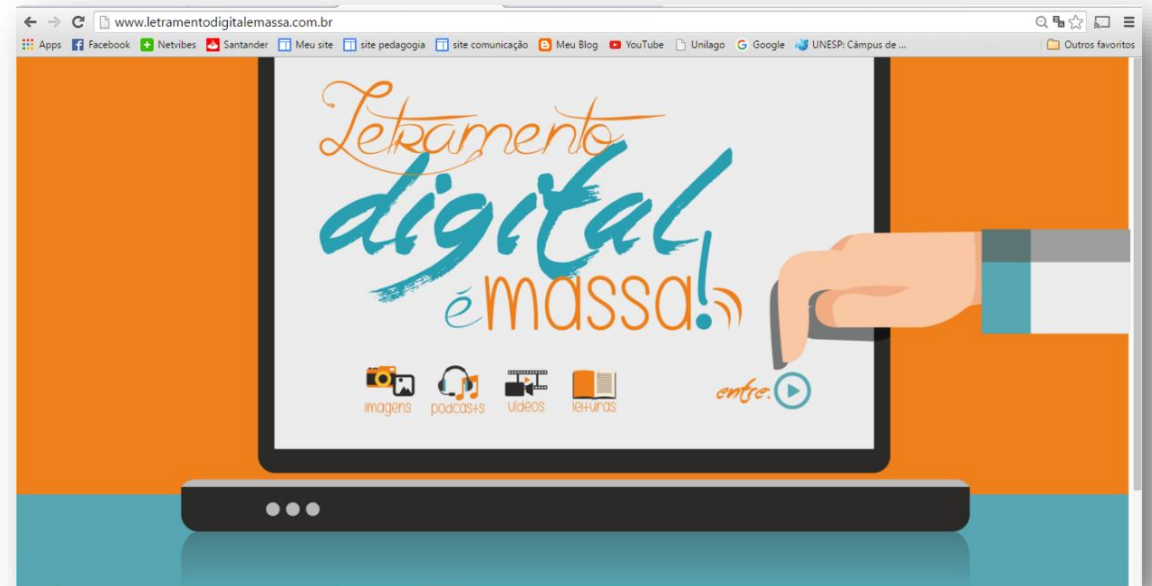 www.letramentodigitalemassa.com.br
Apps Facebook Netvibes Santander Meu site site pedagogia site comunicação Meu Blog YouTube Unilago Google UNESP: Câmpus de ... Outros favoritos
Letramento
digital
é massa!
imagens podcasts vídeos leituras
entre: